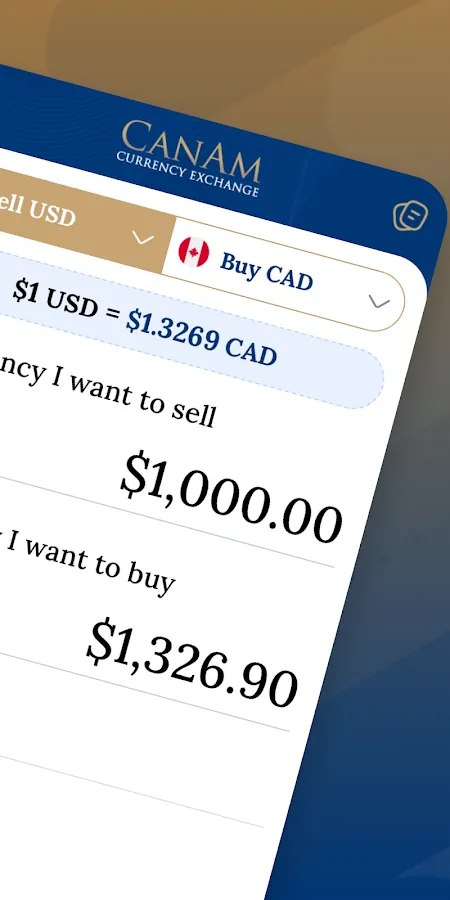 CANAM
CURRENCY EXCHANGE
ell USD
Buy CAD
$1 USD = $1.3269 CAD
ncy I want to sell
$1,000.00
I want to buy
$1,326.90